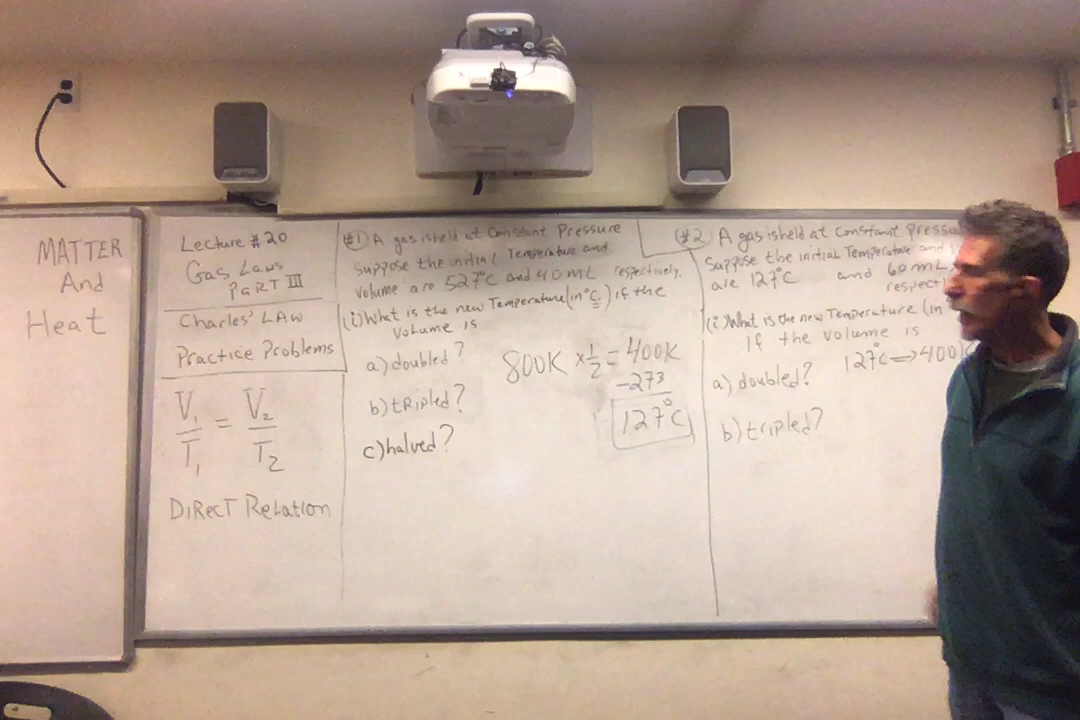 MATTER
And
Heat
Lecture #20
Gas Laws
PART III
Charles' LAW
Practice Problems
V₁/T₁ = V₂/T₂
DiRecT Relation
#1) A gas is held at Constant Pressure
Suppose the initial Temperature and
volume are 527°C and 40 mL respectively.
(i) What is the new Temperature (in °C) if the
volume is
a) doubled?
b) tRipled?
c) halved?
800K x 1/2 = 400K
-273
127°C
#2) A gas is held at Constant
Suppose the initial Temperature and
are 127°C and 60 mL
(i) What is the new Temperature (in
If the volume is
127°C ⇒ 400
a) doubled?
b) tripled?